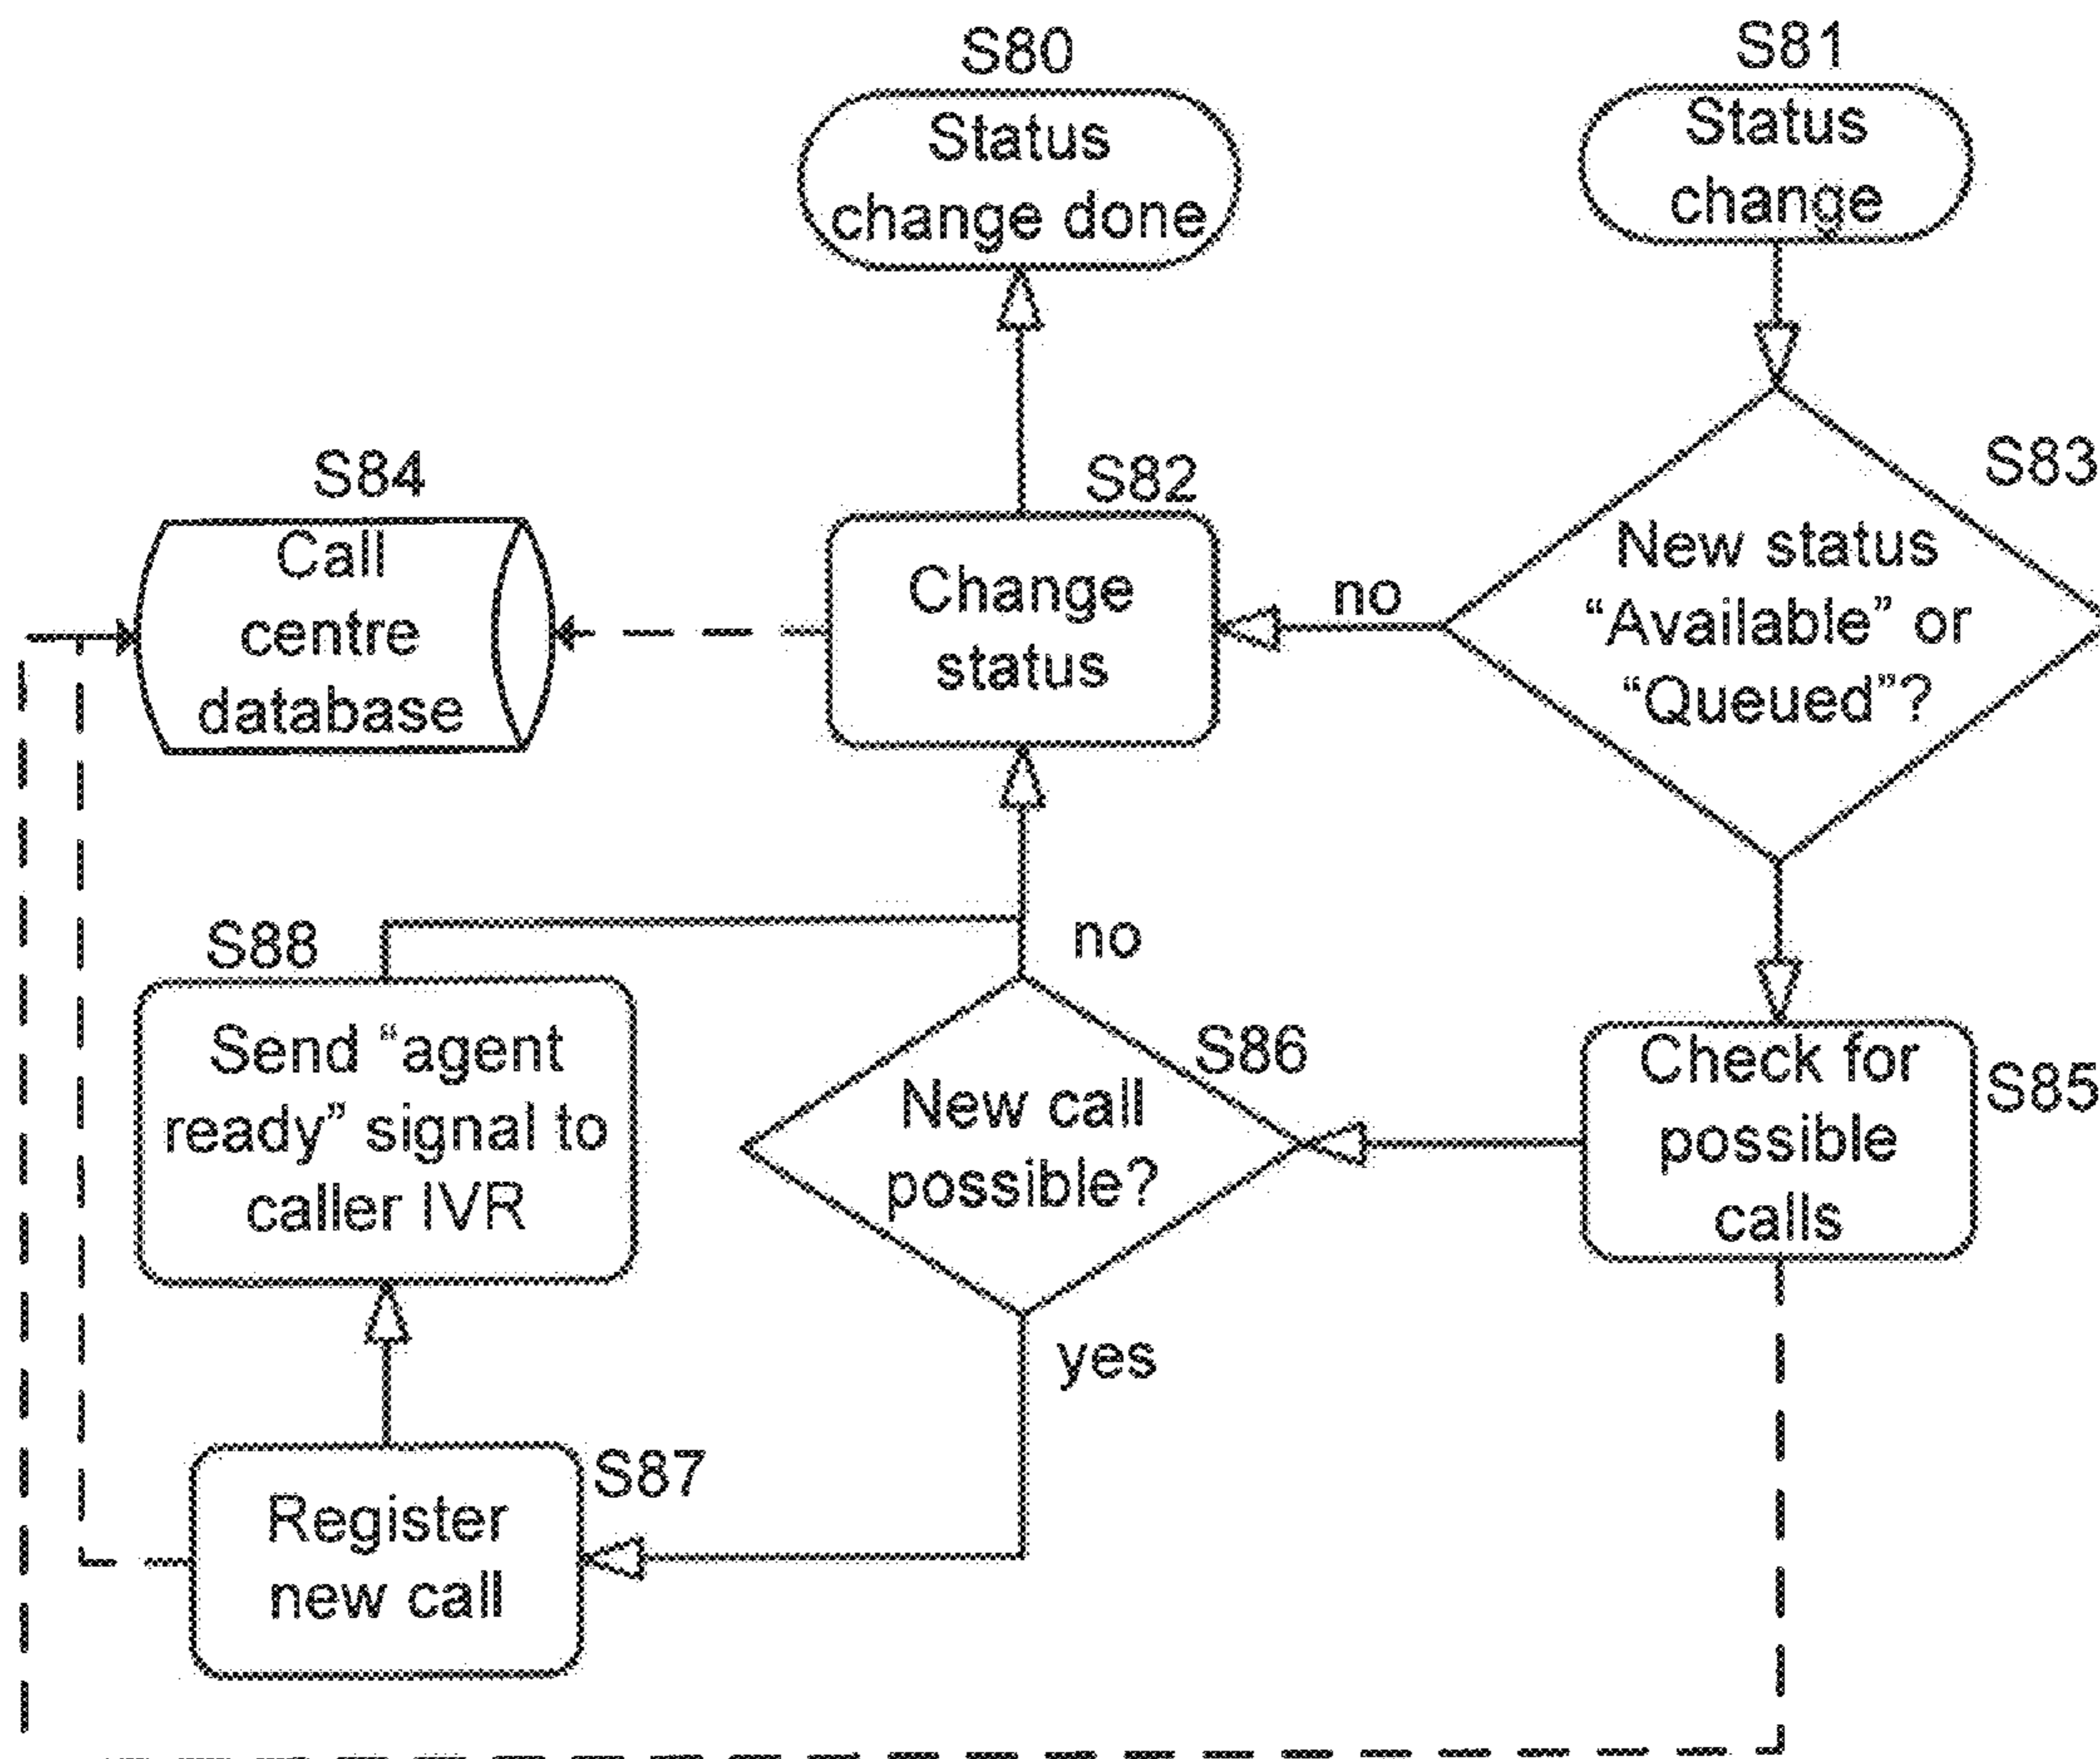 S80
Status
change done
S81
Status
change
S83
New status
“Available” or
“Queued”?
no
S82
Change
status
S84
Call
centre
database
S85
Check for
possible
calls
S86
New call
possible?
no
yes
S88
Send “agent
ready” signal to
caller IVR
S87
Register
new call